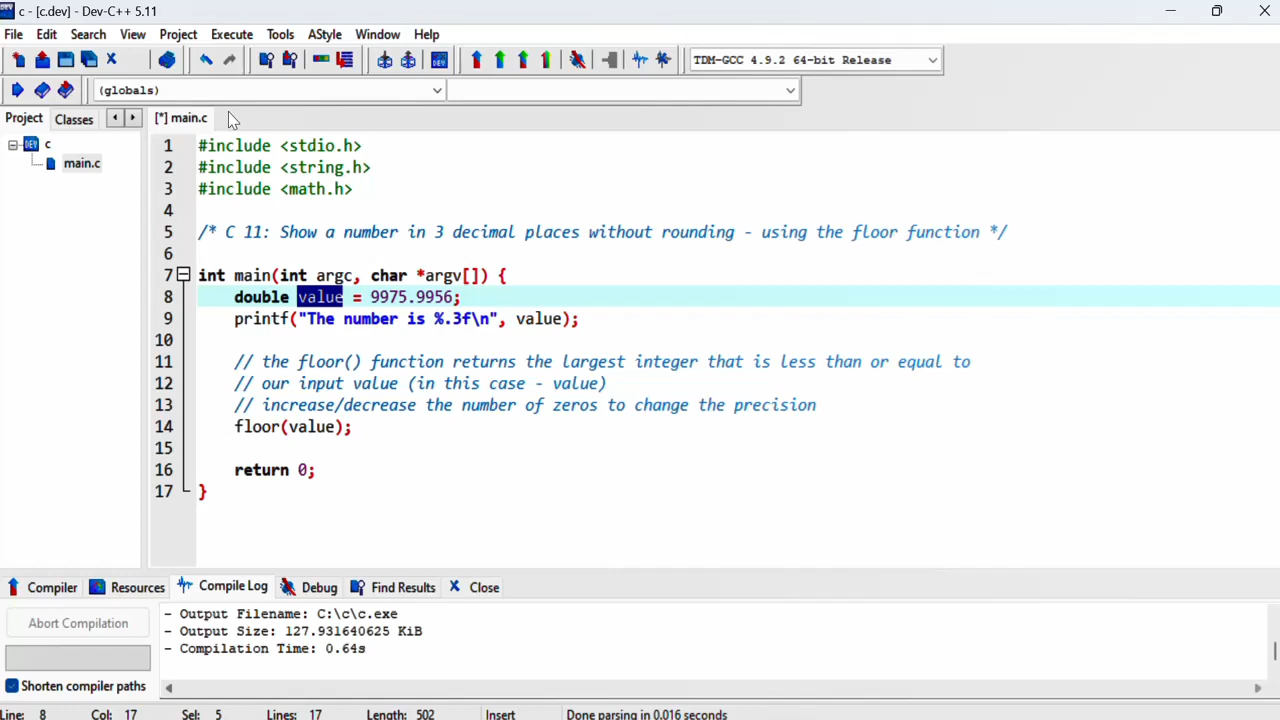 c - [c.dev] - Dev-C++ 5.11
File Edit Search View Project Execute Tools AStyle Window Help
TDM-GCC 4.9.2 64-bit Release
(globals)
Project Classes [*] main.c
c
main.c
1 #include <stdio.h>
2 #include <string.h>
3 #include <math.h>
4
5 /* C 11: Show a number in 3 decimal places without rounding - using the floor function */
6
7 int main(int argc, char *argv[]) {
8 double value = 9975.9956;
9 printf("The number is %.3f\n", value);
10
11 // the floor() function returns the largest integer that is less than or equal to
12 // our input value (in this case - value)
13 // increase/decrease the number of zeros to change the precision
14 floor(value);
15
16 return 0;
17 }
Compiler Resources Compile Log Debug Find Results Close
Abort Compilation
Shorten compiler paths
- Output Filename: C:\c\c.exe
- Output Size: 127.931640625 KiB
- Compilation Time: 0.64s
Line: 8 Col: 17 Sel: 5 Lines: 17 Length: 502 Insert Done parsing in 0.016 seconds